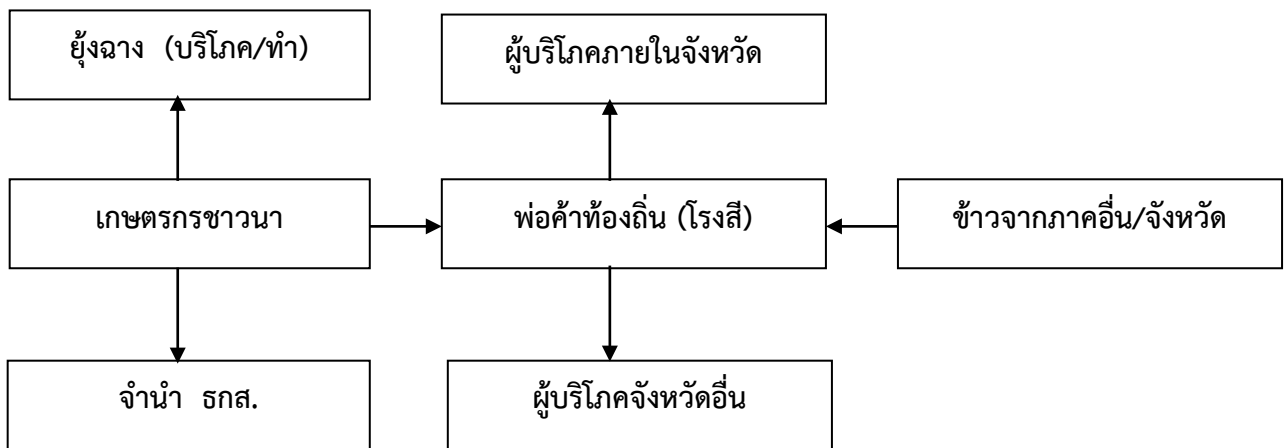 ยุ้งฉาง (บริโภค/ทำ)
ผู้บริโภคภายในจังหวัด
เกษตรกรชาวนา
พ่อค้าท้องถิ่น (โรงสี)
ข้าวจากภาคอื่น/จังหวัด
จำนำ ธกส.
ผู้บริโภคจังหวัดอื่น